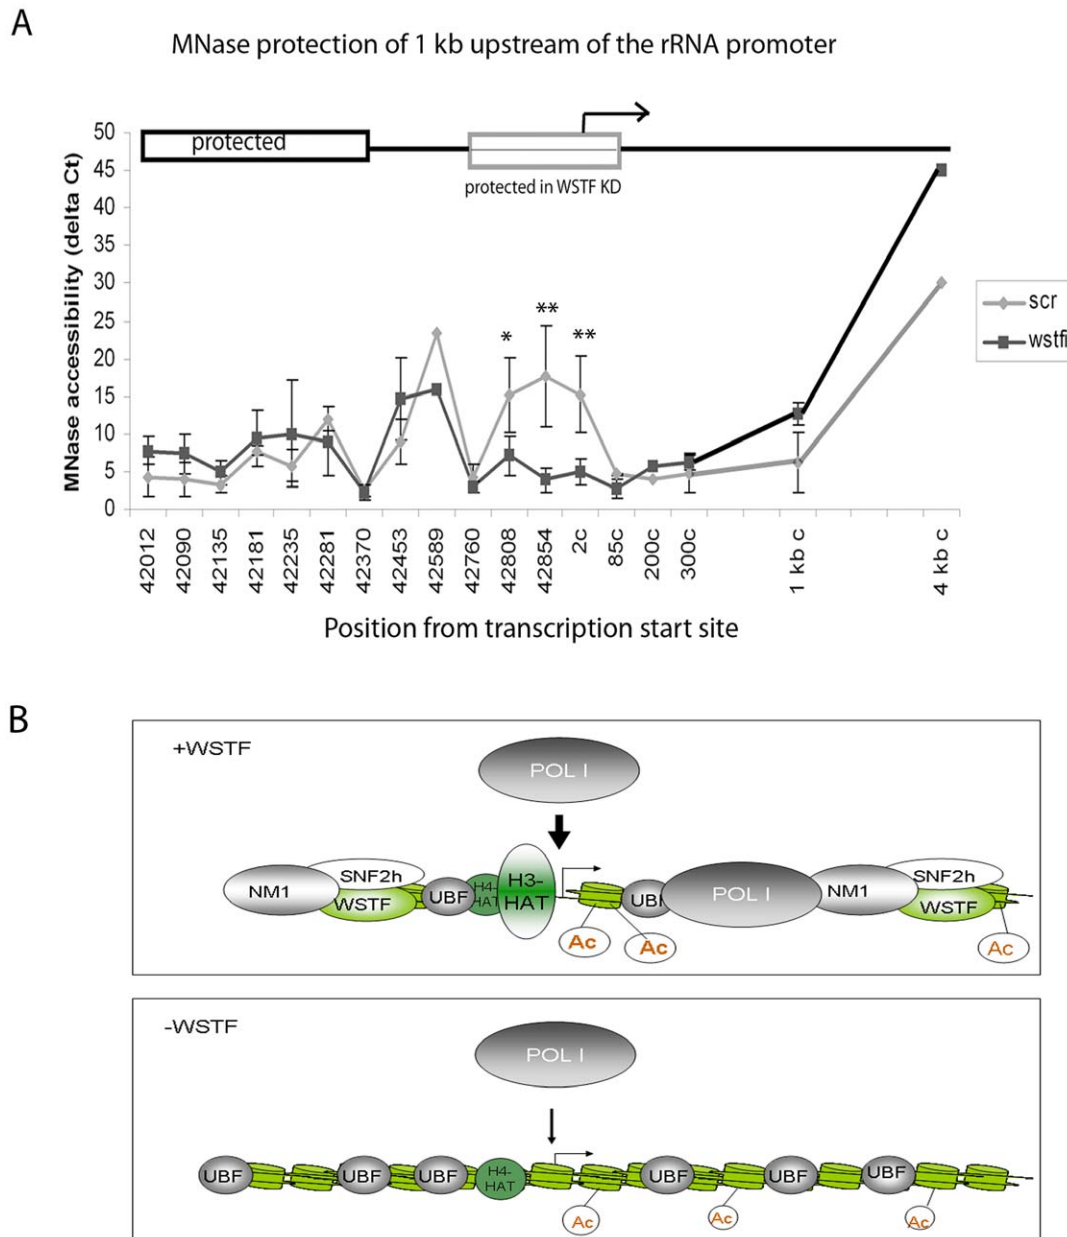 A
MNase protection of 1 kb upstream of the rRNA promoter
MNase accessibility (delta Ct)
50
45
40
35
30
25
20
15
10
5
0
protected
protected in WSTF KD
*
**
**
scr
wstfi
42012
42090
42135
42181
42235
42281
42370
42453
42589
42760
42808
42854
2c
85c
200c
300c
1 kb c
4 kb c
Position from transcription start site
B
+WSTF
POL I
NM1
SNF2h
WSTF
UBF
H4-
HAT
H3-
HAT
UBF
POL I
NM1
SNF2h
WSTF
Ac
Ac
Ac
-WSTF
POL I
UBF
UBF
UBF
H4-
HAT
UBF
UBF
UBF
Ac
Ac
Ac